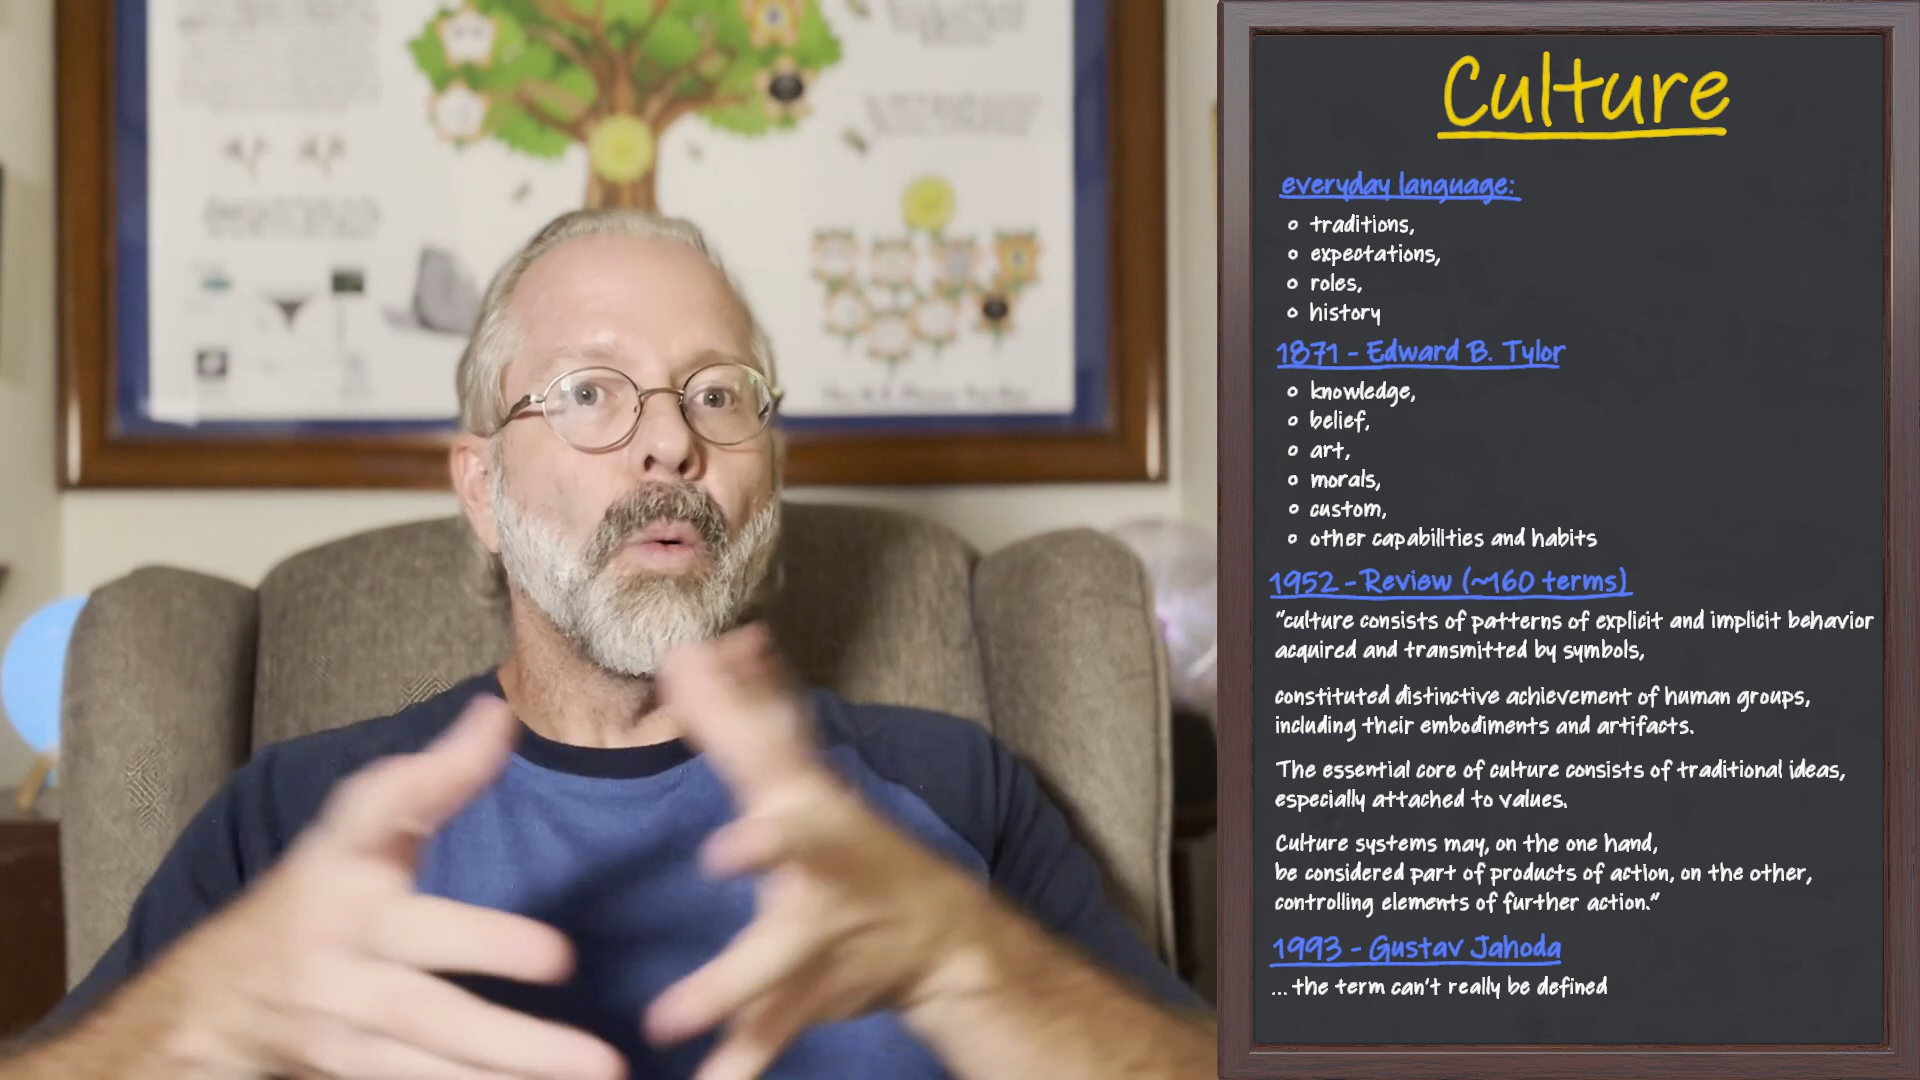 Culture
everyday language:
traditions,
expectations,
roles,
history
1871 - Edward B. Tylor
knowledge,
belief,
art,
morals,
custom,
other capabilities and habits
1952 - Review (~160 terms)
"culture consists of patterns of explicit and implicit behavior
acquired and transmitted by symbols,
constituted distinctive achievement of human groups,
including their embodiments and artifacts.
The essential core of culture consists of traditional ideas,
especially attached to values.
Culture systems may, on the one hand,
be considered part of products of action, on the other,
controlling elements of further action."
1993 - Gustav Jahoda
... the term can't really be defined